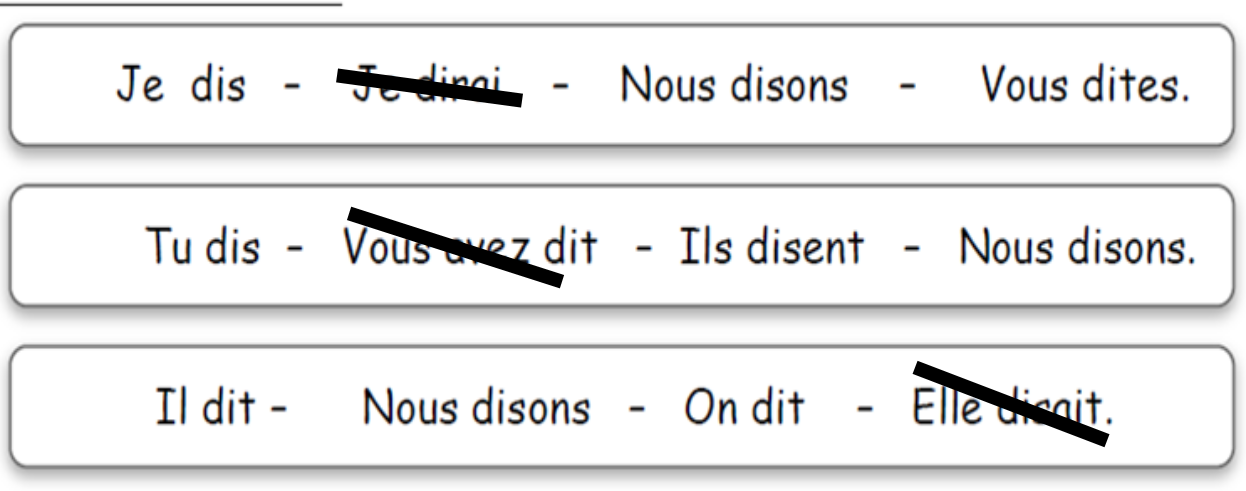 Je dis - Je dirai - Nous disons - Vous dites.
Tu dis - Vous avez dit - Ils disent - Nous disons.
Il dit - Nous disons - On dit - Elle disait.